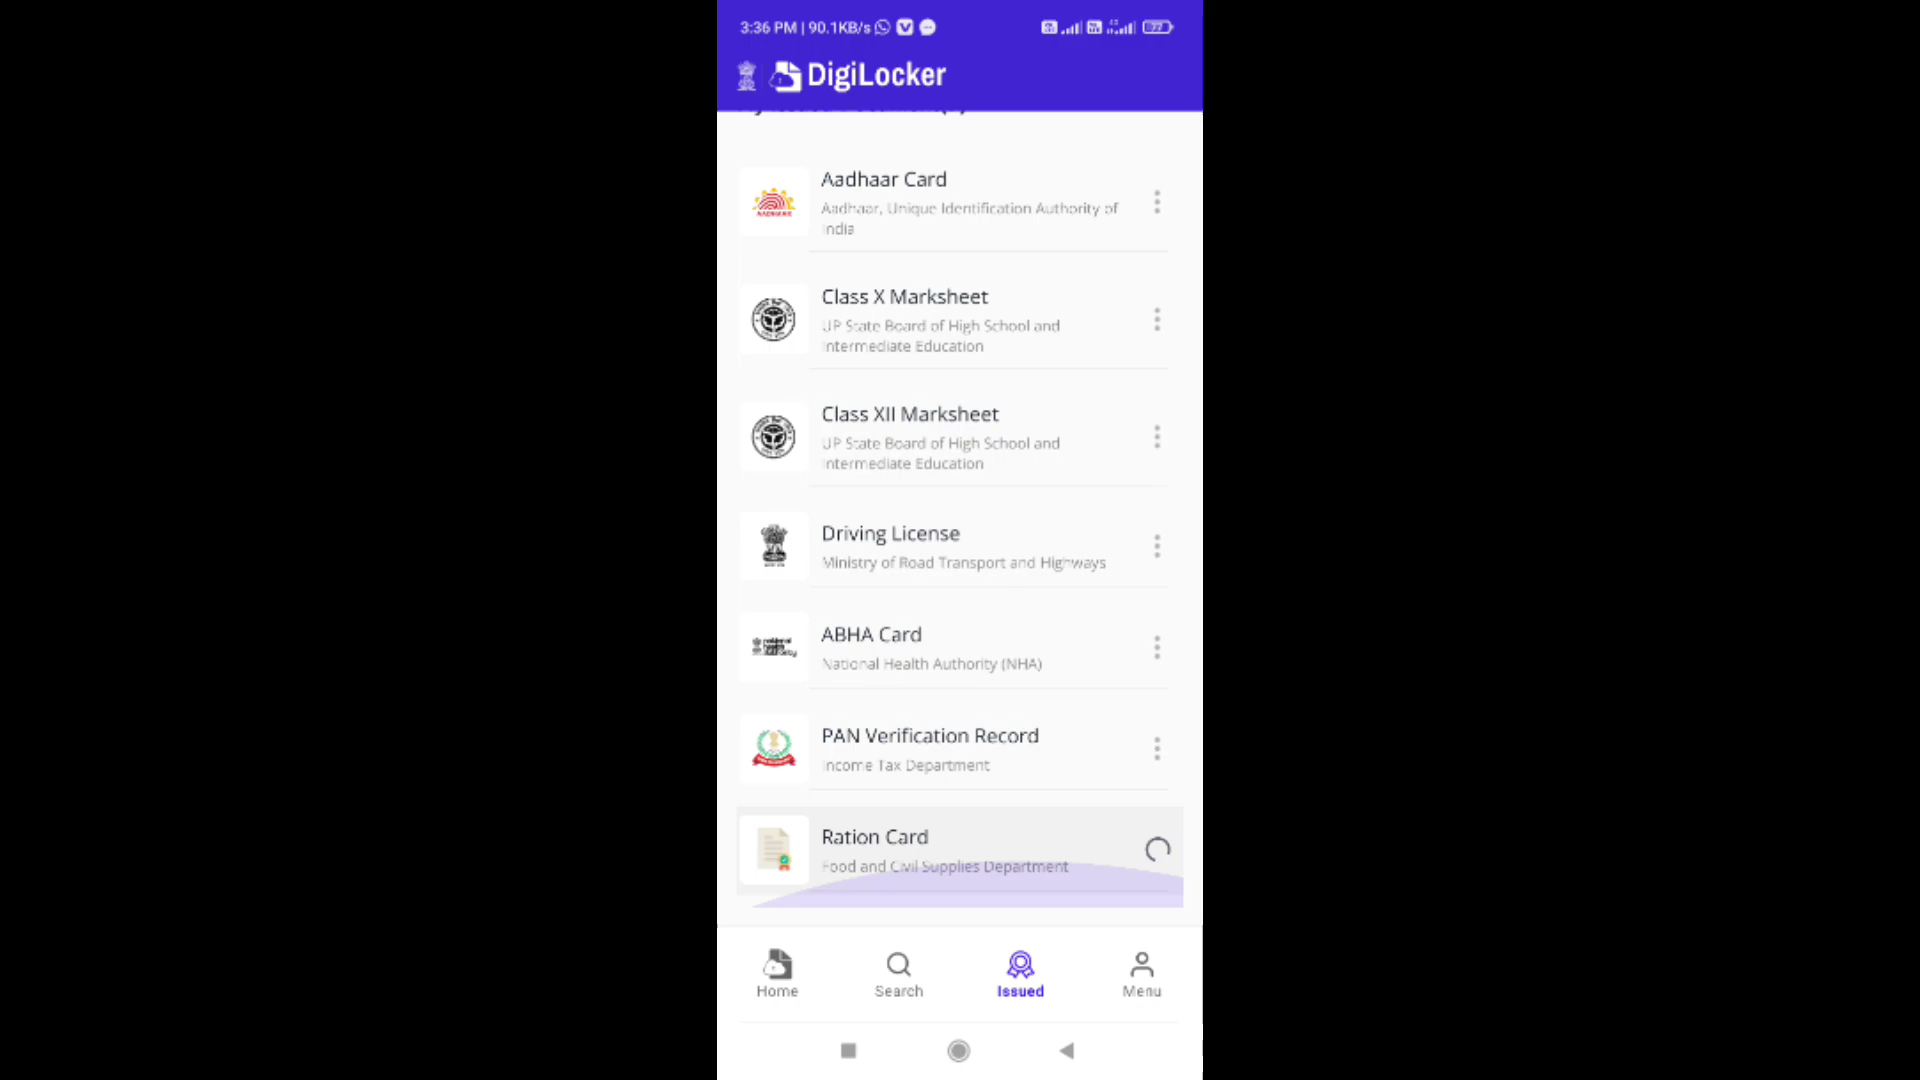 3:36 PM | 90.1KB/s
77
DigiLocker
Aadhaar Card
Aadhaar, Unique Identification Authority of
India
AADHAAR
Class X Marksheet
UP State Board of High School and
Intermediate Education
Class XII Marksheet
UP State Board of High School and
Intermediate Education
Driving License
Ministry of Road Transport and Highways
ABHA Card
National Health Authority (NHA)
PAN Verification Record
Income Tax Department
Ration Card
Food and Civil Supplies Department
Home
Search
Issued
Menu